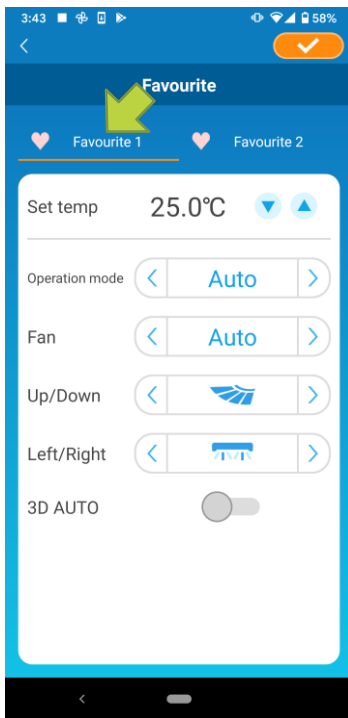 3:43 58%
Favourite
Favourite 1 Favourite 2
Set temp 25.0℃
Operation mode Auto
Fan Auto
Up/Down
Left/Right
3D AUTO